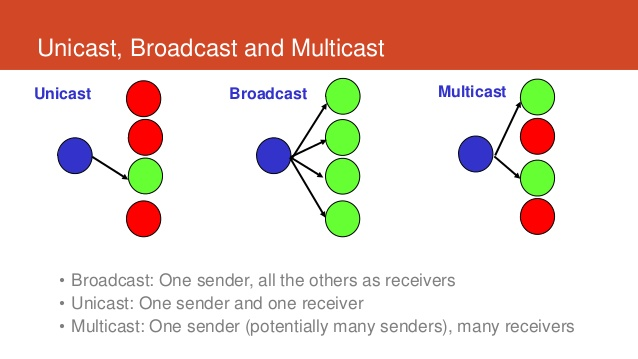 Unicast, Broadcast and Multicast
Unicast
Broadcast
Multicast
• Broadcast: One sender, all the others as receivers
• Unicast: One sender and one receiver
• Multicast: One sender (potentially many senders), many receivers